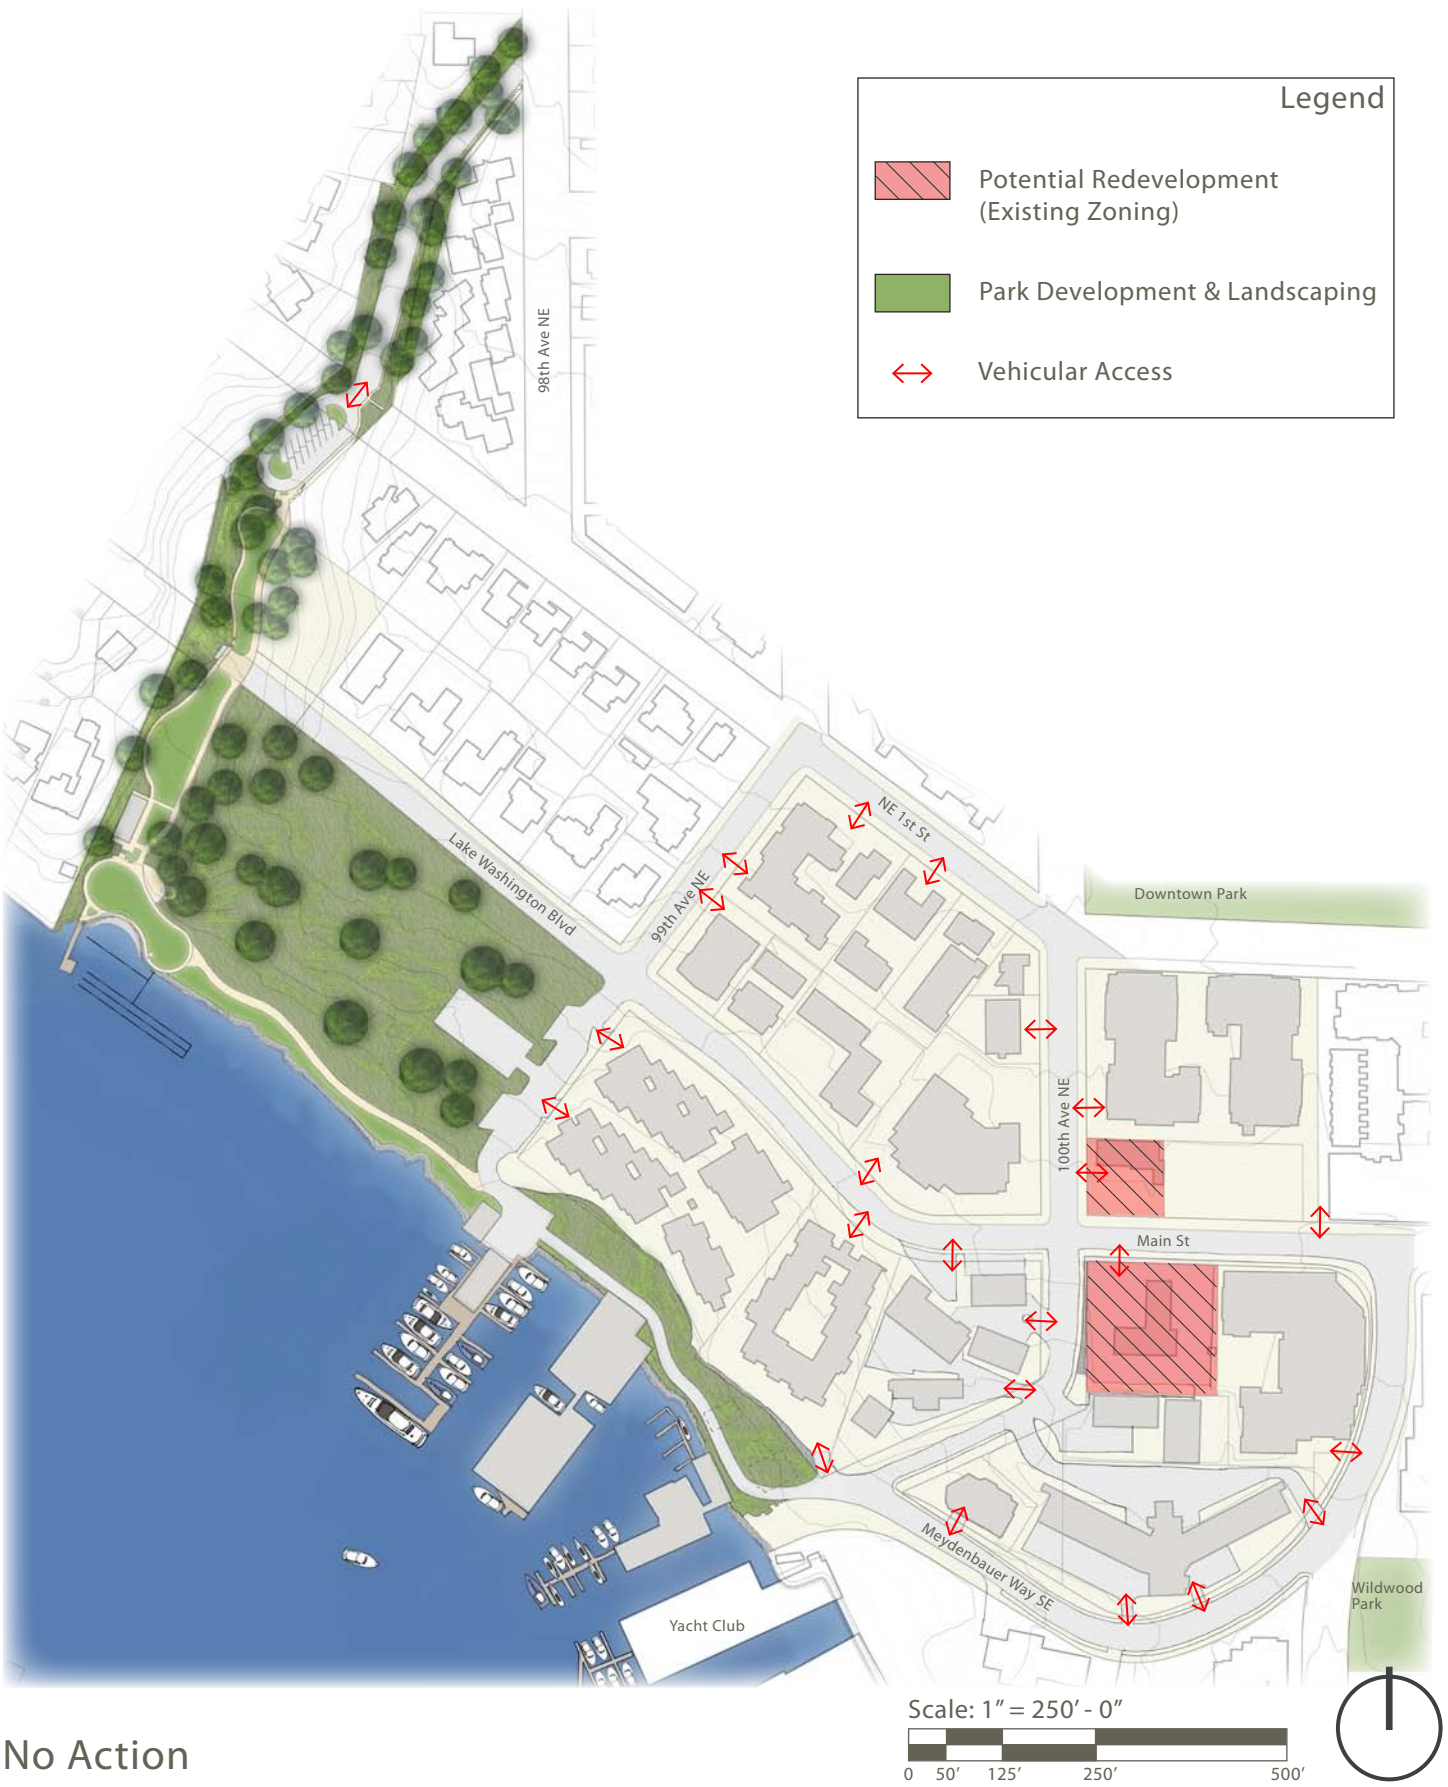 Legend
Potential Redevelopment
(Existing Zoning)
Park Development & Landscaping
Vehicular Access
98th Ave NE
Lake Washington Blvd
99th Ave NE
NE 1st St
Downtown Park
100th Ave NE
Main St
Meydenbauer Way SE
Wildwood
Park
Yacht Club
Scale: 1” = 250’ - 0”
0 50’ 125’ 250’ 500’
No Action